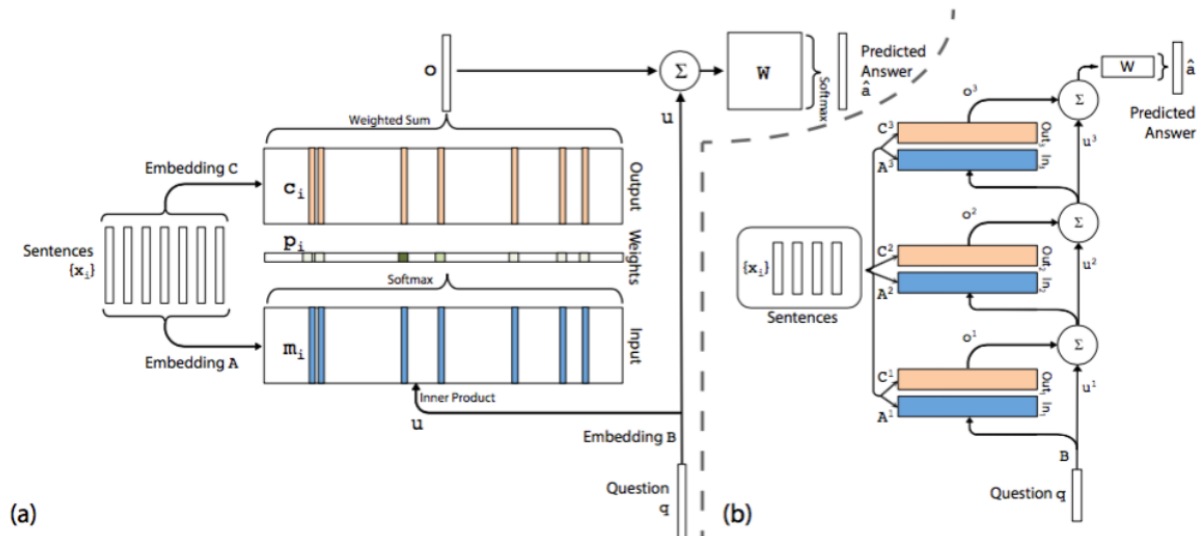 o
Σ
W
Softmax
Predicted
Answer
â
u
Weighted Sum
Embedding C
c_i
Output
Sentences
{x_i}
p_i
Weights
Softmax
Embedding A
m_i
Input
Inner Product
u
Embedding B
Question
q
(a)
W
â
Predicted
Answer
Σ
o³
C³
A³
Out₃
In₃
u³
Σ
o²
C²
A²
Out₂
In₂
u²
{x_i}
Sentences
Σ
o¹
C¹
A¹
Out₁
In₁
u¹
B
Question q
(b)